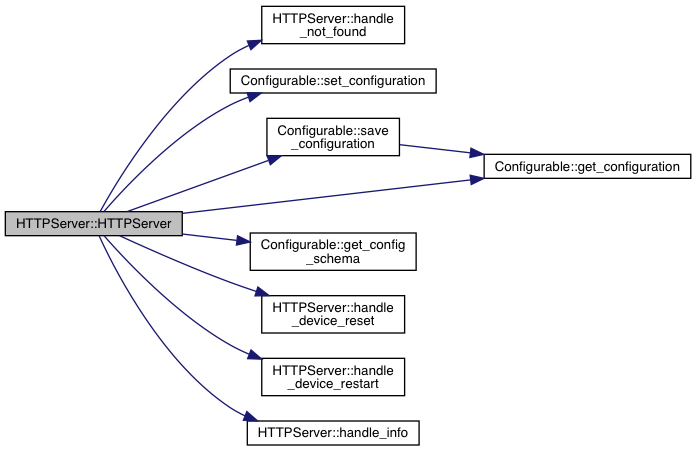 HTTPServer::handle
_not_found
Configurable::set_configuration
Configurable::save
_configuration
Configurable::get_configuration
HTTPServer::HTTPServer
Configurable::get_config
_schema
HTTPServer::handle
_device_reset
HTTPServer::handle
_device_restart
HTTPServer::handle_info